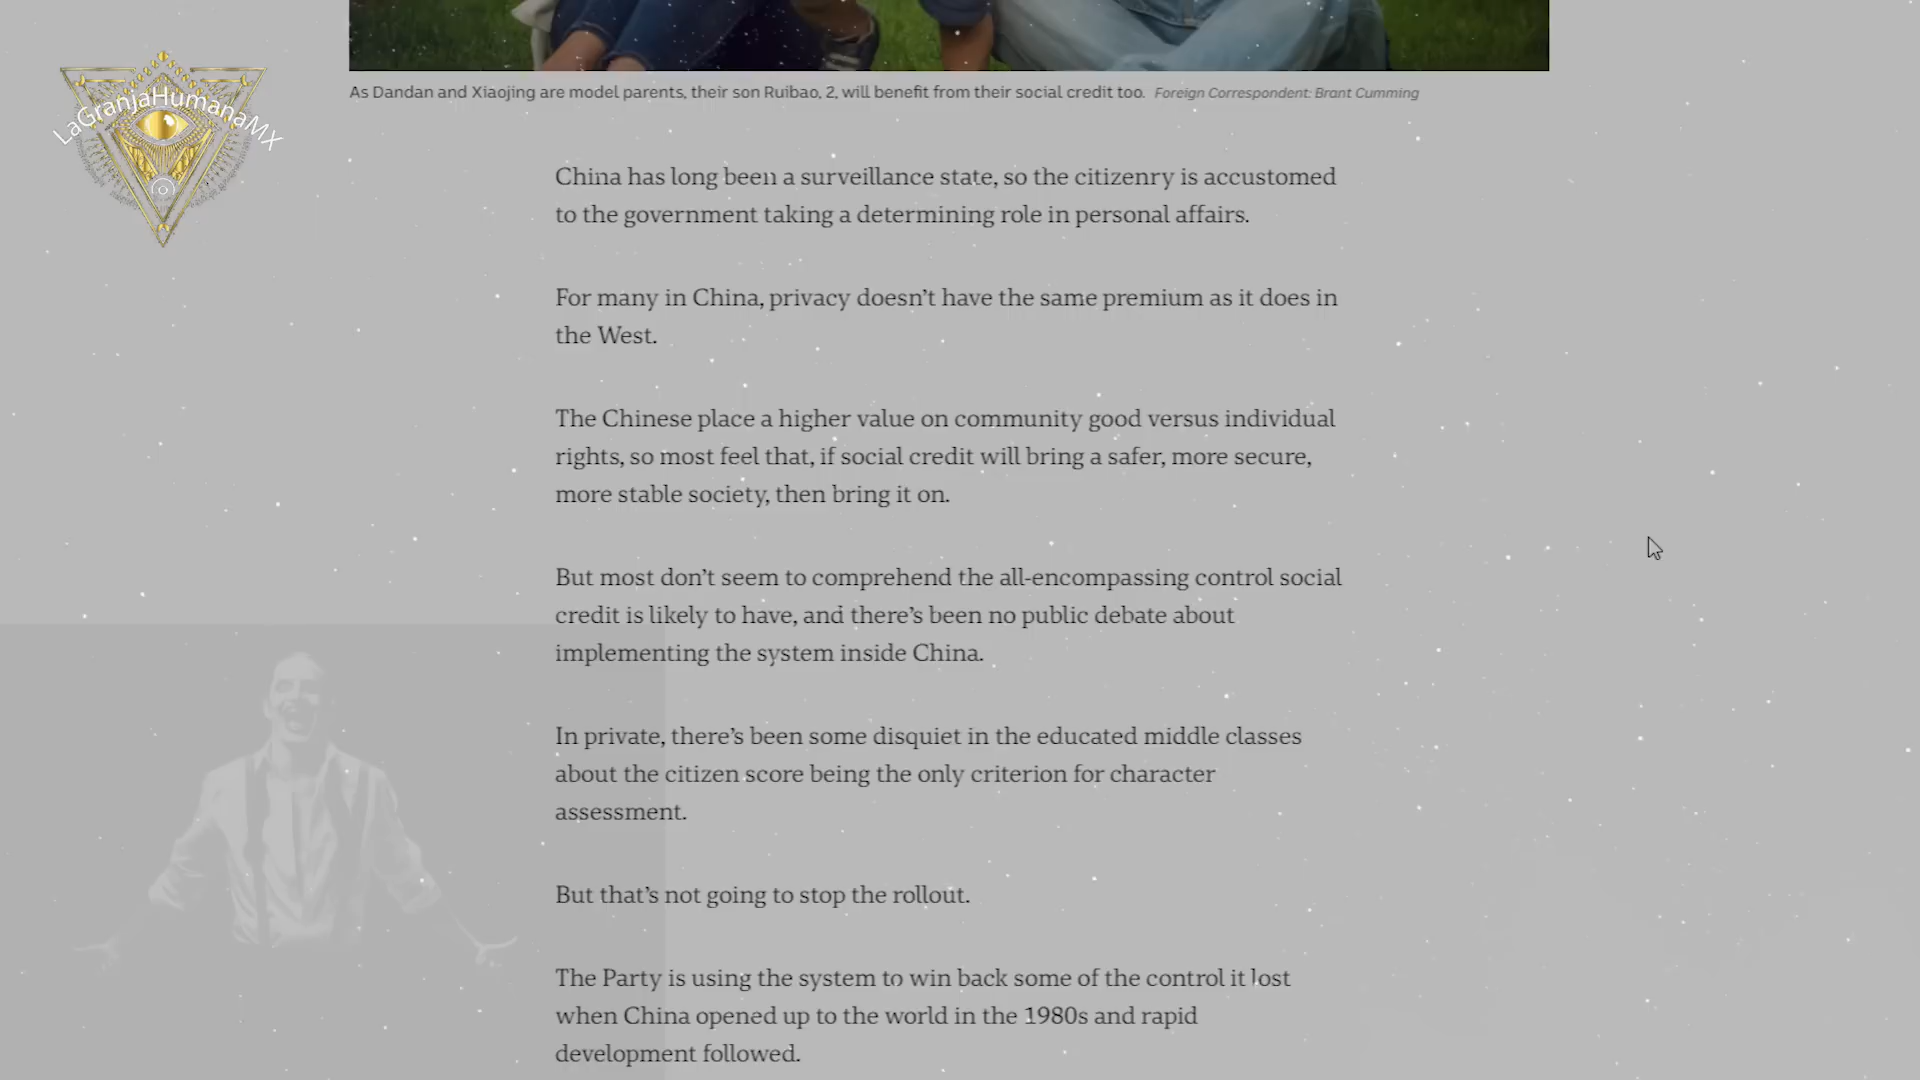 LaGranjaHumanaMX
As Dandan and Xiaojing are model parents, their son Ruibao, 2, will benefit from their social credit too. Foreign Correspondent: Brant Cumming
China has long been a surveillance state, so the citizenry is accustomed
to the government taking a determining role in personal affairs.
For many in China, privacy doesn’t have the same premium as it does in
the West.
The Chinese place a higher value on community good versus individual
rights, so most feel that, if social credit will bring a safer, more secure,
more stable society, then bring it on.
But most don’t seem to comprehend the all-encompassing control social
credit is likely to have, and there’s been no public debate about
implementing the system inside China.
In private, there’s been some disquiet in the educated middle classes
about the citizen score being the only criterion for character
assessment.
But that’s not going to stop the rollout.
The Party is using the system to win back some of the control it lost
when China opened up to the world in the 1980s and rapid
development followed.